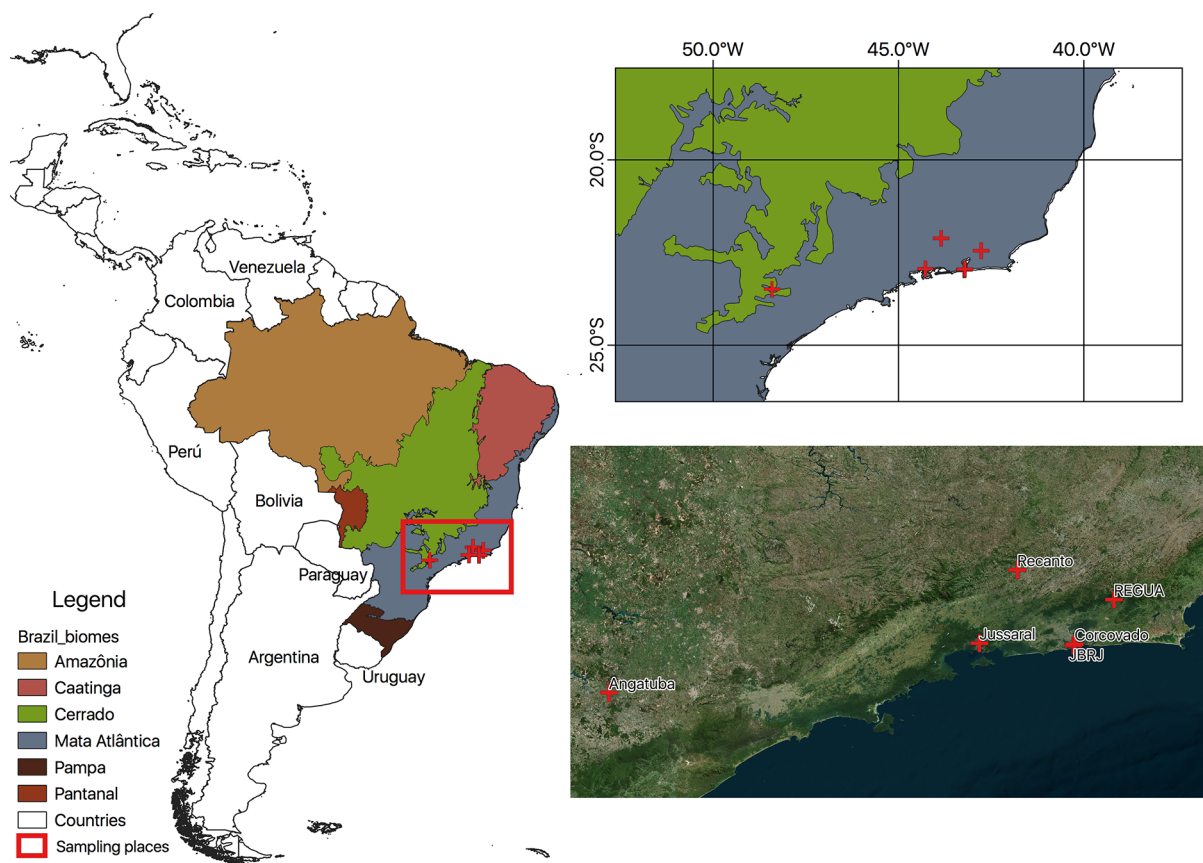 Venezuela
Colombia
Perú
Bolivia
Paraguay
Argentina
Uruguay
Legend
Brazil_biomes
Amazônia
Caatinga
Cerrado
Mata Atlântica
Pampa
Pantanal
Countries
Sampling places
50.0°W 45.0°W 40.0°W
20.0°S
25.0°S
Recanto
REGUA
Jussaral
Corcovado
JBRJ
Angatuba